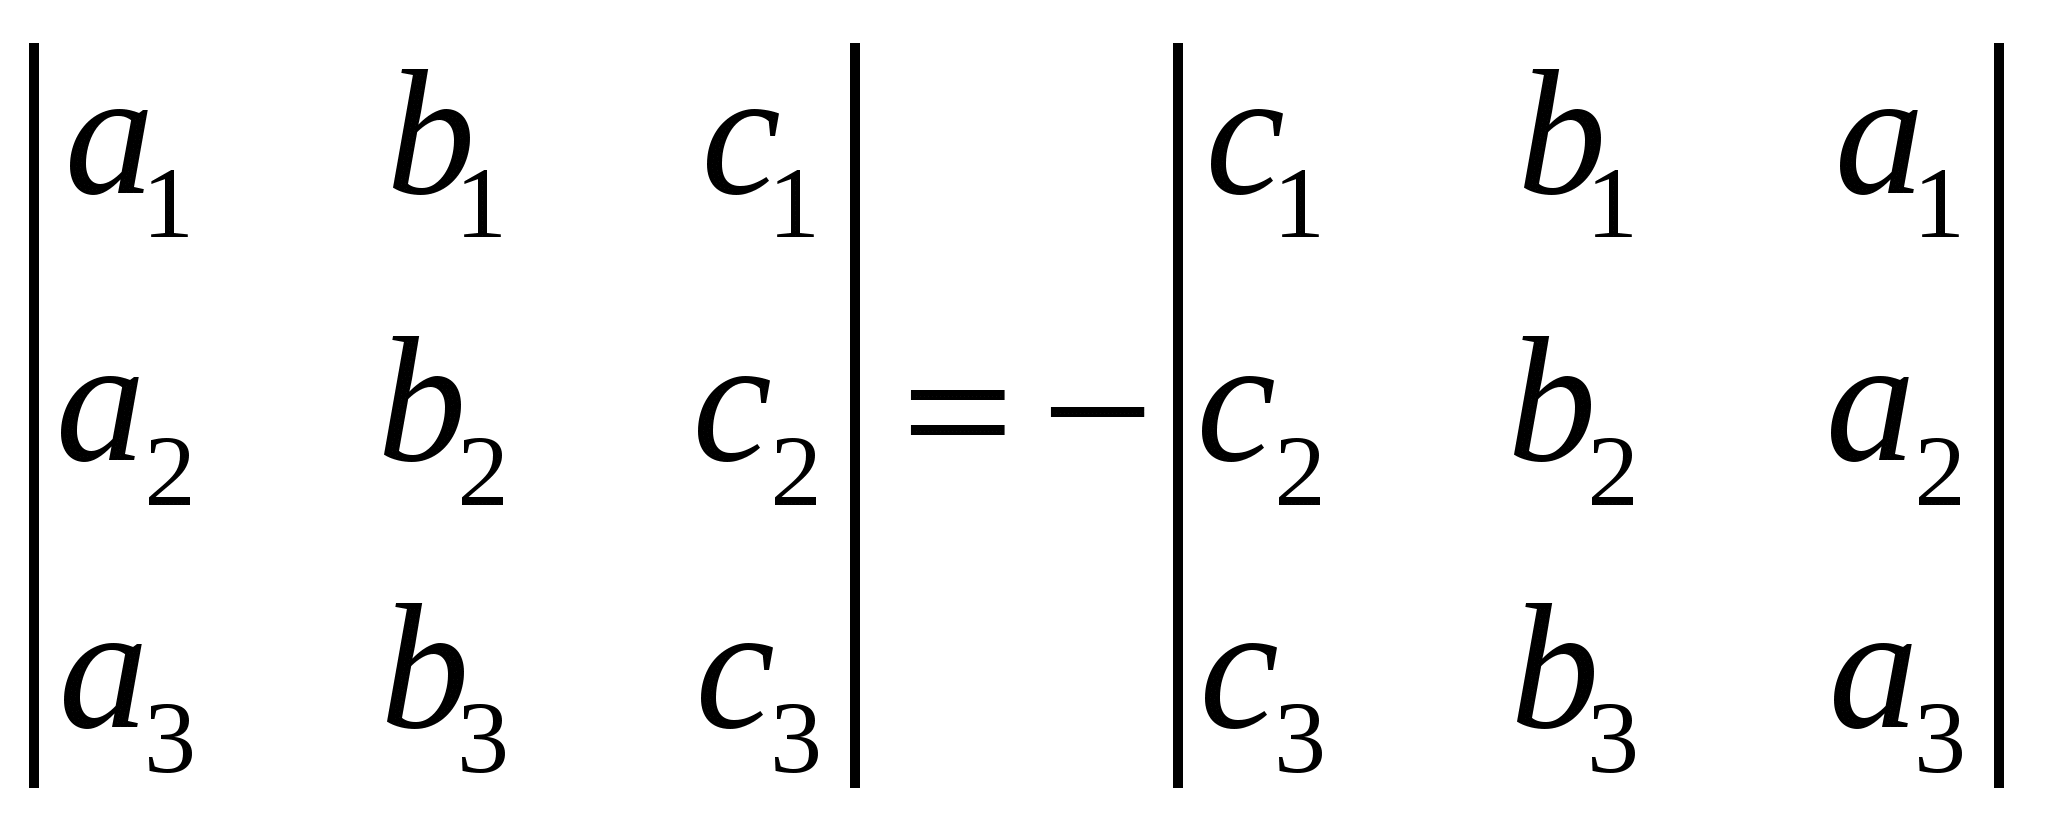 | a₁ b₁ c₁ | | c₁ b₁ a₁ |
| a₂ b₂ c₂ | = − | c₂ b₂ a₂ |
| a₃ b₃ c₃ | | c₃ b₃ a₃ |